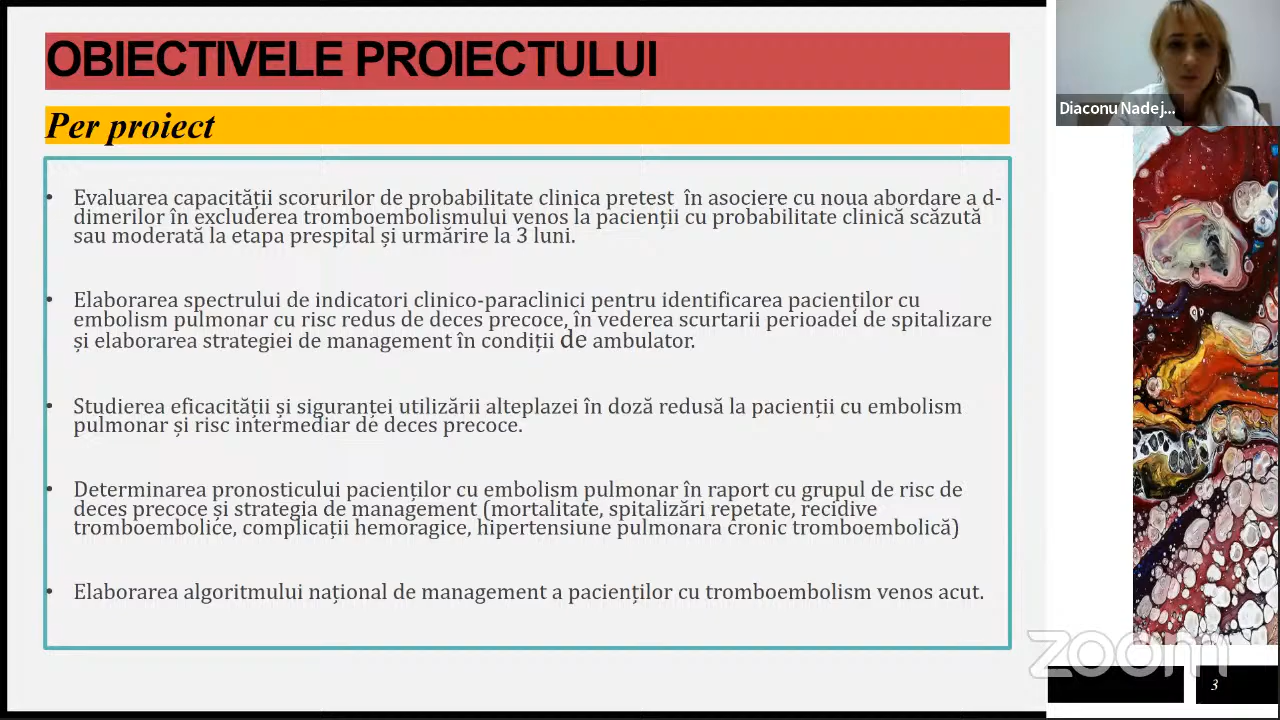 OBIECTIVELE PROIECTULUI
Per proiect
• Evaluarea capacității scorurilor de probabilitate clinica pretest în asociere cu noua abordare a d-
dimerilor în excluderea tromboembolismului venos la pacienții cu probabilitate clinică scăzută
sau moderată la etapa prespital și urmărire la 3 luni.
• Elaborarea spectrului de indicatori clinico-paraclinici pentru identificarea pacienților cu
embolism pulmonar cu risc redus de deces precoce, în vederea scurtarii perioadei de spitalizare
și elaborarea strategiei de management în condiții de ambulator.
• Studierea eficacității și siguranței utilizării alteplazei în doză redusă la pacienții cu embolism
pulmonar și risc intermediar de deces precoce.
• Determinarea pronosticului pacienților cu embolism pulmonar în raport cu grupul de risc de
deces precoce și strategia de management (mortalitate, spitalizări repetate, recidive
tromboembolice, complicații hemoragice, hipertensiune pulmonara cronic tromboembolică)
• Elaborarea algoritmului național de management a pacienților cu tromboembolism venos acut.
Diaconu Nadej...
zoom
3